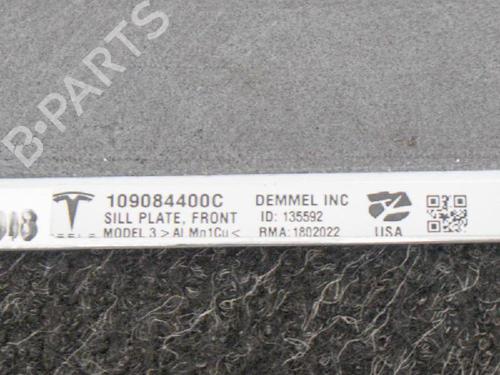 B-PARTS
109084400C
SILL PLATE, FRONT
MODEL 3 > Al Mn1Cu <
DEMMEL INC
ID: 135592
RMA: 1802022
USA